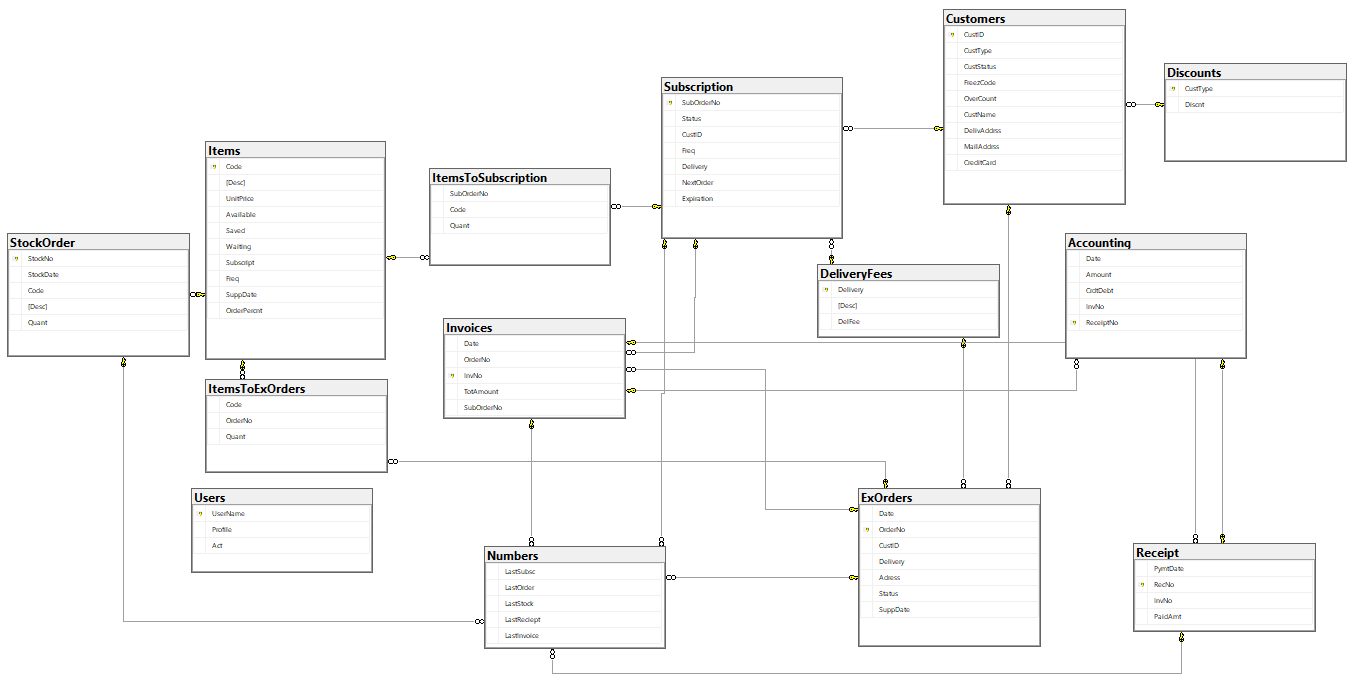 Customers
CustID
CustType
CustStatus
FreezCode
OverCount
CustName
DelivAddrss
MailAddrss
CreditCard
Discounts
CustType
Discnt
Subscription
SubOrderNo
Status
CustID
Freq
Delivery
NextOrder
Expiration
Items
Code
[Desc]
UnitPrice
Available
Saved
Waiting
Subscript
Freq
SuppDate
OrderPercnt
ItemsToSubscription
SubOrderNo
Code
Quant
StockOrder
StockNo
StockDate
Code
[Desc]
Quant
Accounting
Date
Amount
CrdtDebt
InvNo
ReceiptNo
DeliveryFees
Delivery
[Desc]
DelFee
Invoices
Date
OrderNo
InvNo
TotAmount
SubOrderNo
ItemsToExOrders
Code
OrderNo
Quant
Users
UserName
Profile
Act
ExOrders
Date
OrderNo
CustID
Delivery
Adress
Status
SuppDate
Numbers
LastSubsc
LastOrder
LastStock
LastReciept
LastInvoice
Receipt
PymtDate
RecNo
InvNo
PaidAmt